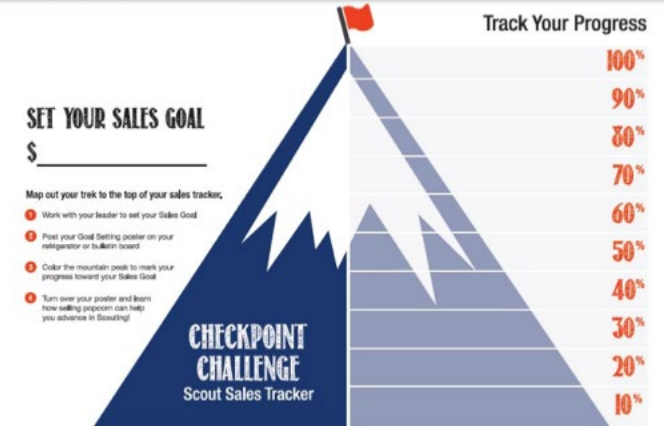 Track Your Progress
SET YOUR SALES GOAL
$
Map out your trek to the top of your sales tracker.
1 Work with your leader to set your Sales Goal
2 Post your Goal Setting poster on your
refrigerator or bulletin board
3 Color the mountain peak to mark your
progress toward your Sales Goal
4 Turn over your poster and learn
how selling popcorn can help
you advance in Scouting!
CHECKPOINT
CHALLENGE
Scout Sales Tracker
100%
90%
80%
70%
60%
50%
40%
30%
20%
10%